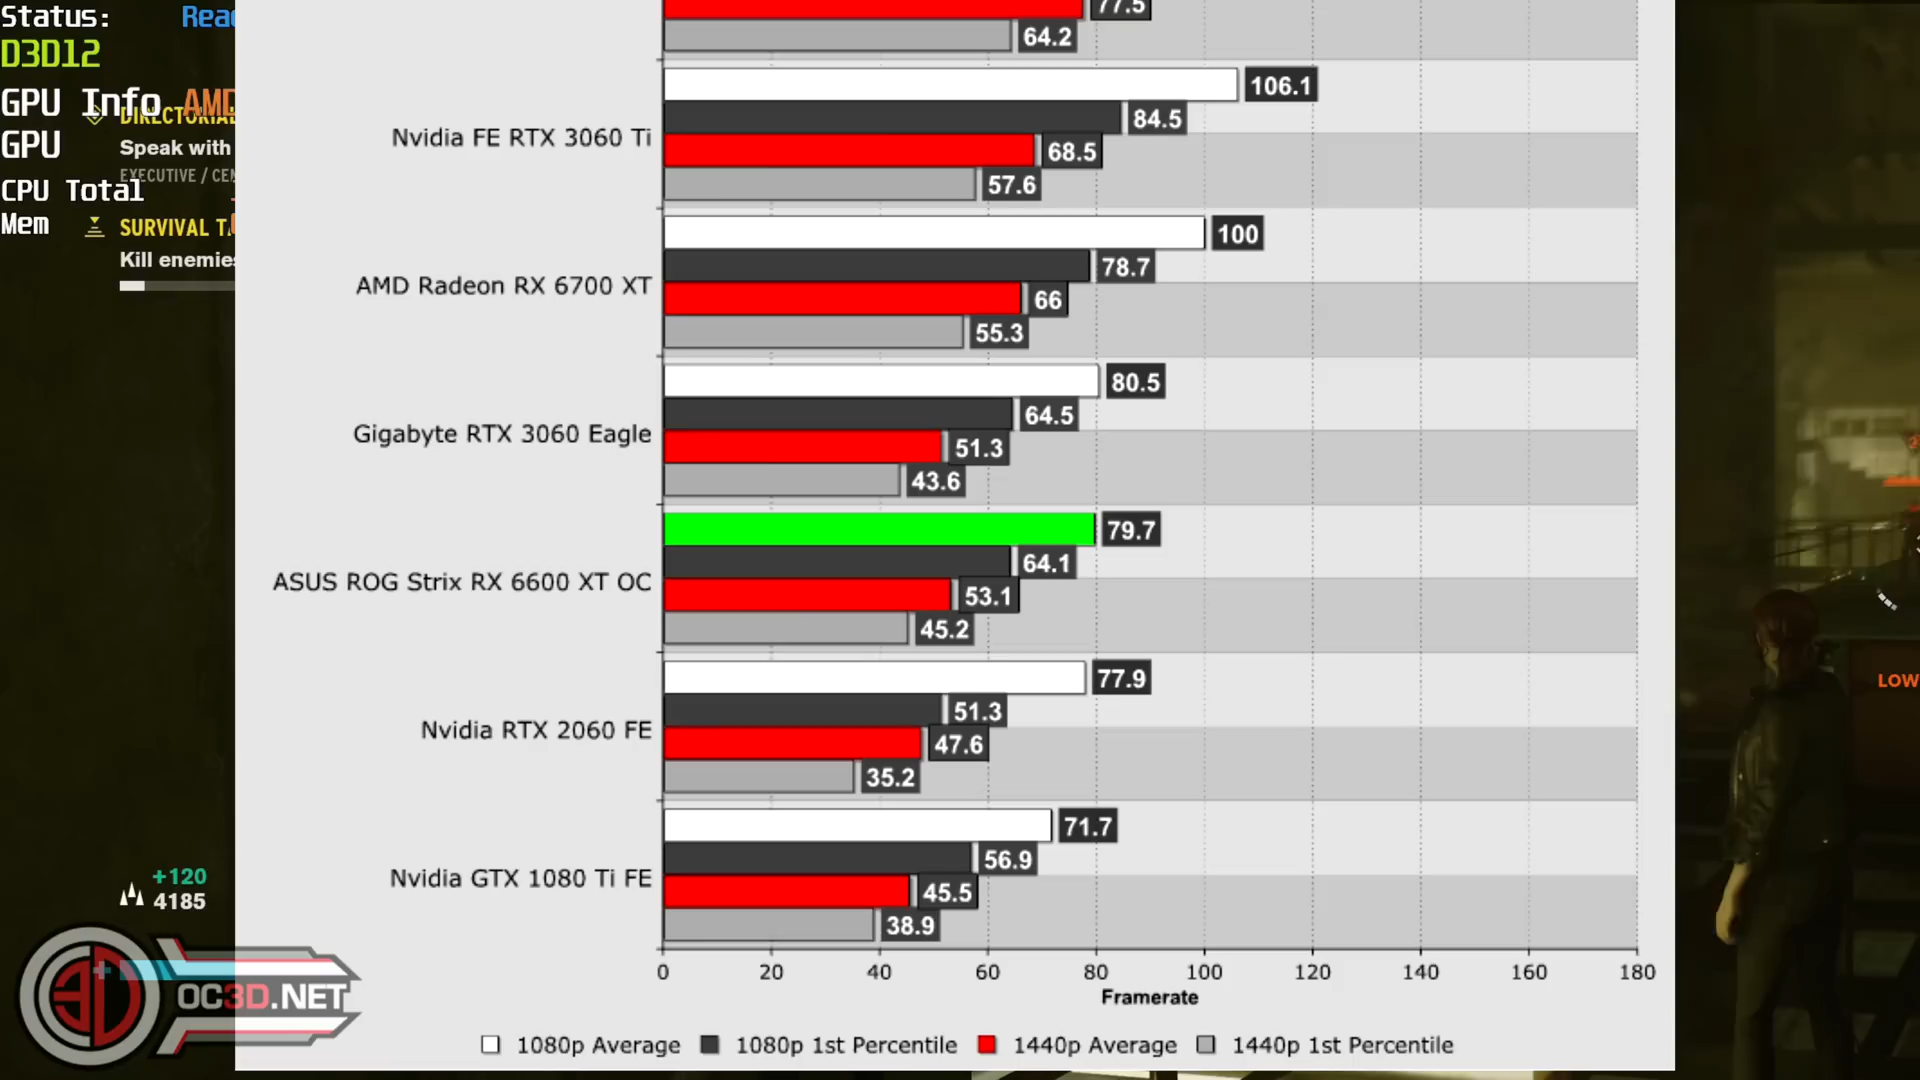 Status:
D3D12
GPU Info AMD
GPU
CPU Total
Mem
Speak with
EXECUTIVE / CEN
SURVIVAL
Kill enemies
77.5
64.2
Nvidia FE RTX 3060 Ti
106.1
84.5
68.5
57.6
AMD Radeon RX 6700 XT
100
78.7
66
55.3
Gigabyte RTX 3060 Eagle
80.5
64.5
51.3
43.6
ASUS ROG Strix RX 6600 XT OC
79.7
64.1
53.1
45.2
Nvidia RTX 2060 FE
77.9
51.3
47.6
35.2
Nvidia GTX 1080 Ti FE
71.7
56.9
45.5
38.9
0 20 40 60 80 100 120 140 160 180
Framerate
1080p Average 1080p 1st Percentile 1440p Average 1440p 1st Percentile
+120
4185
OC3D.NET
LOW